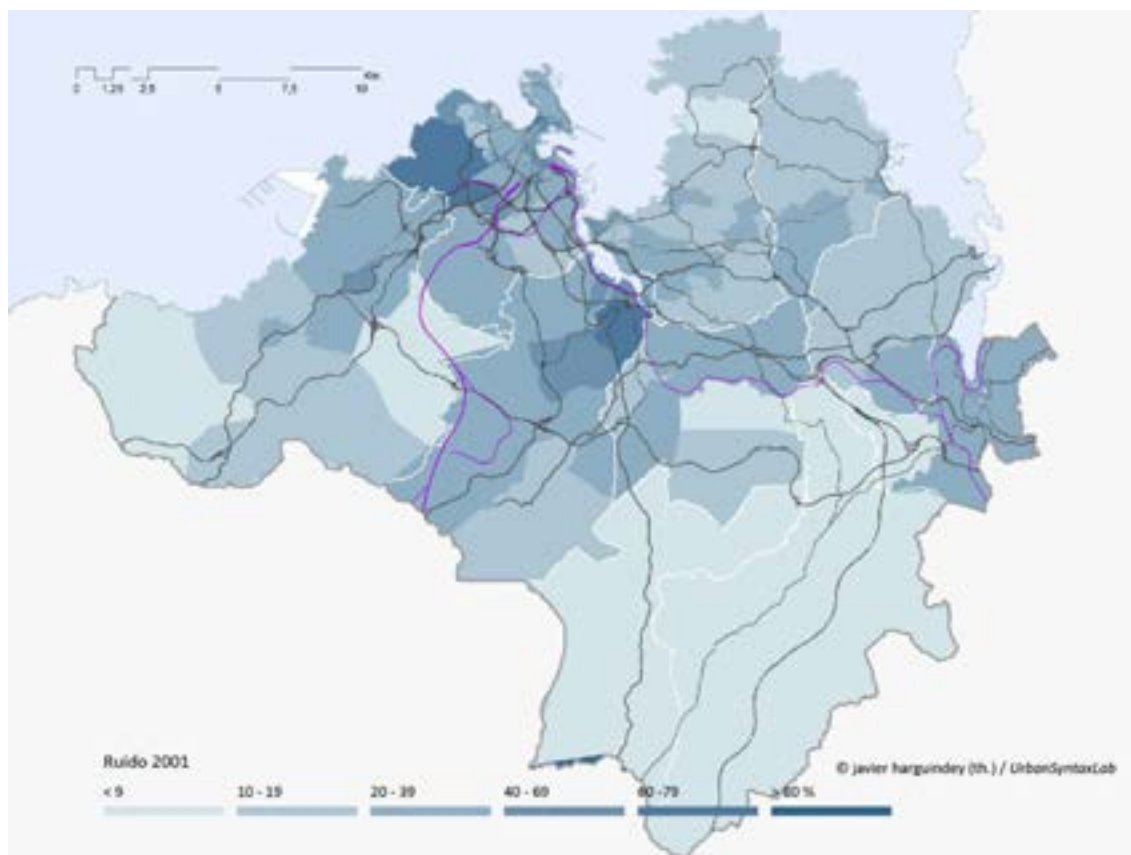 Km
0 1,25 2,5 5 7,5 10
Ruido 2001
© javier harguindey (th.) / UrbanSyntaxLab
< 9 10 - 19 20 - 39 40 - 69 60 -79 > 80 %